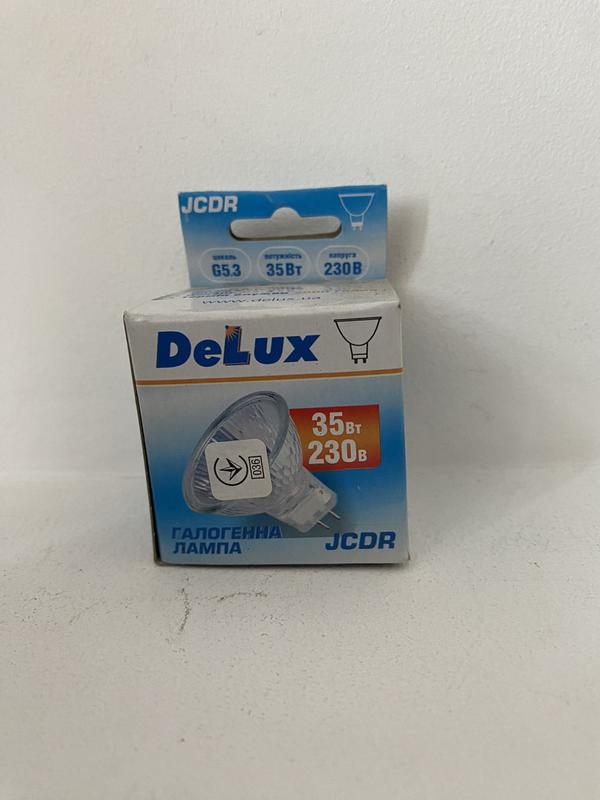 JCDR
цоколь потужність напруга
G5.3 35Вт 230В
www.delux.ua
DeLux
35Вт
230В
036
ГАЛОГЕННА
ЛАМПА
JCDR